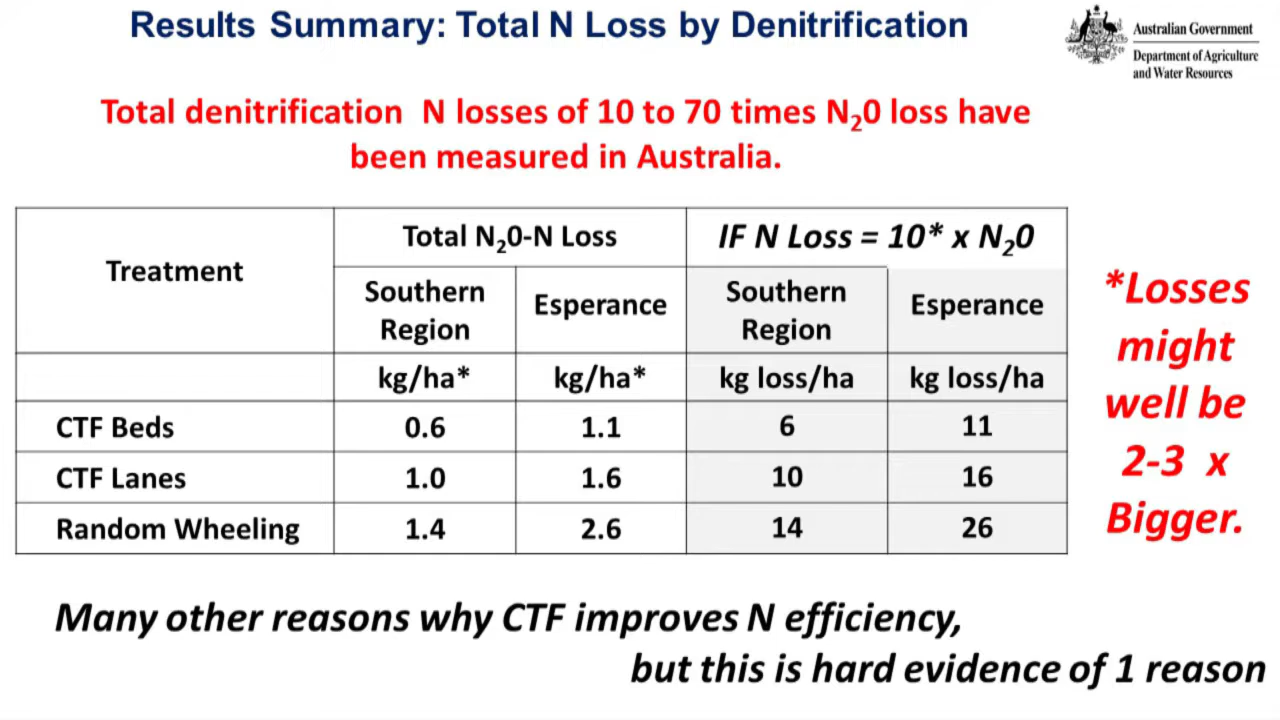 Results Summary: Total N Loss by Denitrification
Australian Government
Department of Agriculture
and Water Resources
Total denitrification N losses of 10 to 70 times N₂0 loss have
been measured in Australia.
Treatment
Total N₂0-N Loss
IF N Loss = 10* x N₂0
Southern
Region
Esperance
Southern
Region
Esperance
kg/ha* kg/ha* kg loss/ha kg loss/ha
CTF Beds 0.6 1.1 6 11
CTF Lanes 1.0 1.6 10 16
Random Wheeling 1.4 2.6 14 26
*Losses
might
well be
2-3 x
Bigger.
Many other reasons why CTF improves N efficiency,
but this is hard evidence of 1 reason